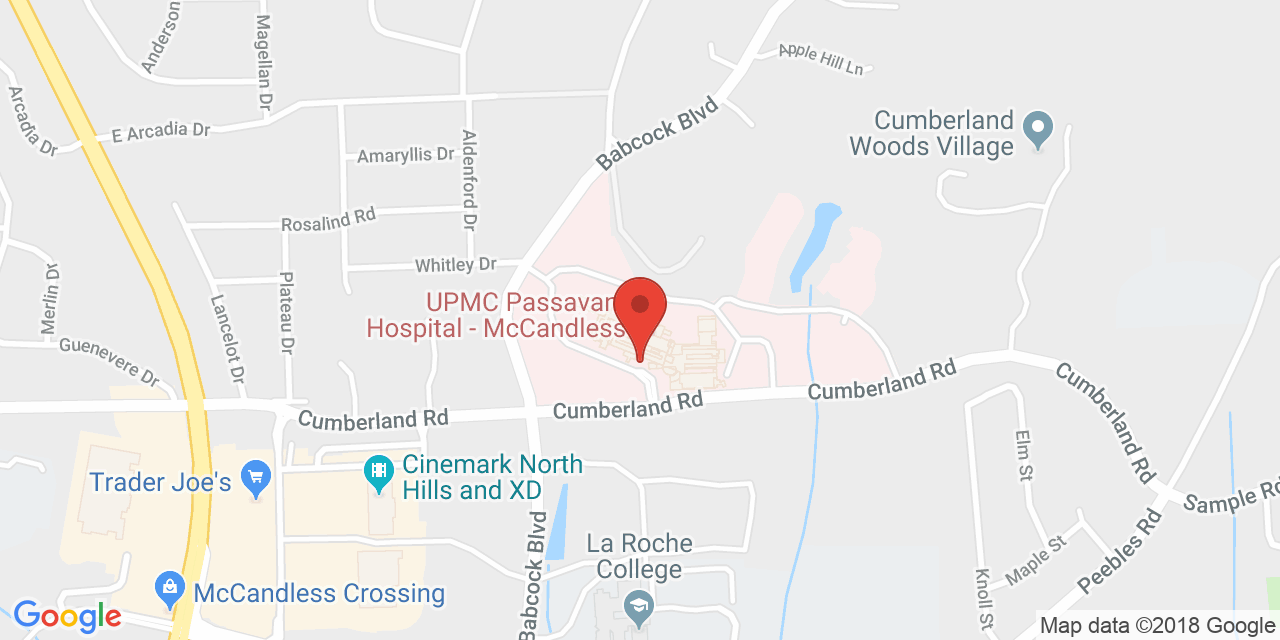 Anderson
Magellan Dr
Apple Hill Ln
Arcadia Dr
E Arcadia Dr
Babcock Blvd
Cumberland
Woods Village
Amaryllis Dr
Aldenford Dr
Rosalind Rd
Whitley Dr
Merlin Dr
Plateau Dr
Lancelot Dr
UPMC Passavan
Hospital - McCandless
Guenevere Dr
Cumberland Rd
Cumberland Rd
Cumberland Rd
Cumberland Rd
Elm St
Trader Joe's
Cinemark North
Hills and XD
Sample Rd
Babcock Blvd
Peebles Rd
La Roche
College
Maple St
Knoll St
McCandless Crossing
Google
Map data ©2018 Google